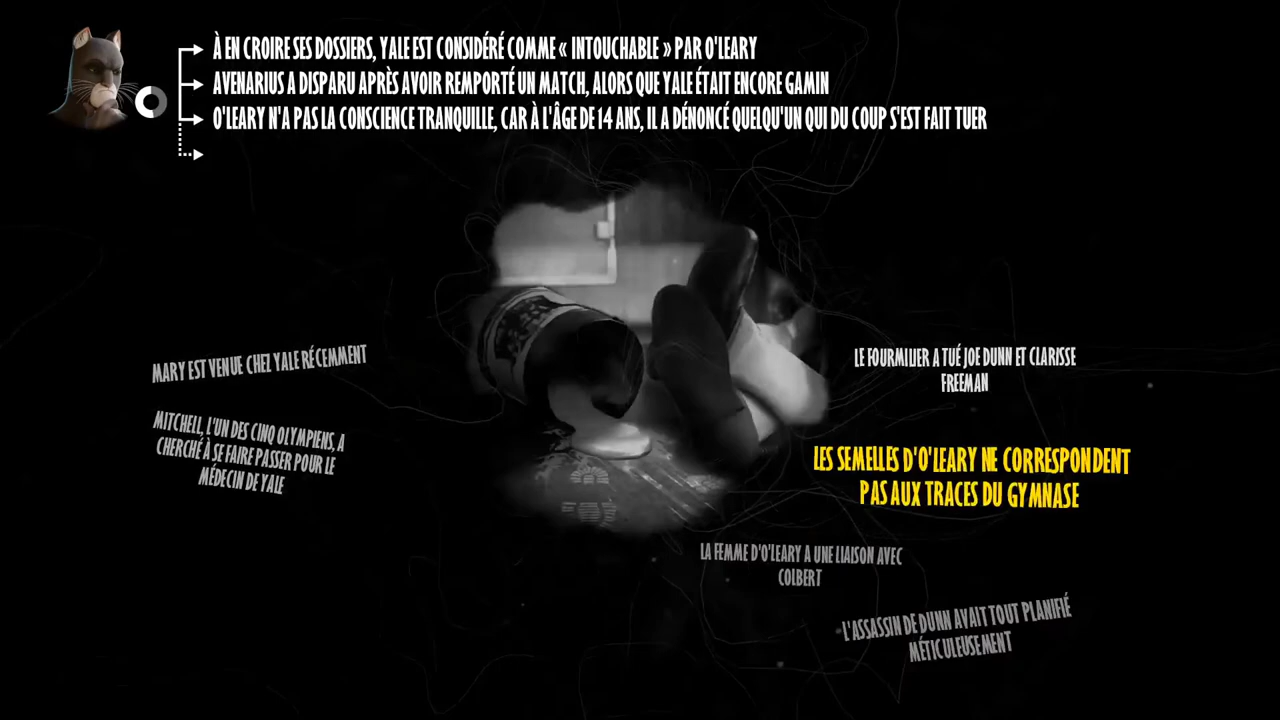 À EN CROIRE SES DOSSIERS, YALE EST CONSIDÉRÉ COMME « INTOUCHABLE » PAR O'LEARY
AVENARIUS A DISPARU APRÈS AVOIR REMPORTÉ UN MATCH, ALORS QUE YALE ÉTAIT ENCORE GAMIN
O'LEARY N'A PAS LA CONSCIENCE TRANQUILLE, CAR À L'ÂGE DE 14 ANS, IL A DÉNONCÉ QUELQU'UN QUI DU COUP S'EST FAIT TUER
MARY EST VENUE CHEZ YALE RÉCEMMENT
MITCHELL, L'UN DES CINQ OLYMPIENS, A
CHERCHÉ À SE FAIRE PASSER POUR LE
MÉDECIN DE YALE
LE FOURMILIER A TUÉ JOE DUNN ET CLARISSE
FREEMAN
LES SEMELLES D'O'LEARY NE CORRESPONDENT
PAS AUX TRACES DU GYMNASE
LA FEMME D'O'LEARY A UNE LIAISON AVEC
COLBERT
L'ASSASSIN DE DUNN AVAIT TOUT PLANIFIÉ
MÉTICULEUSEMENT